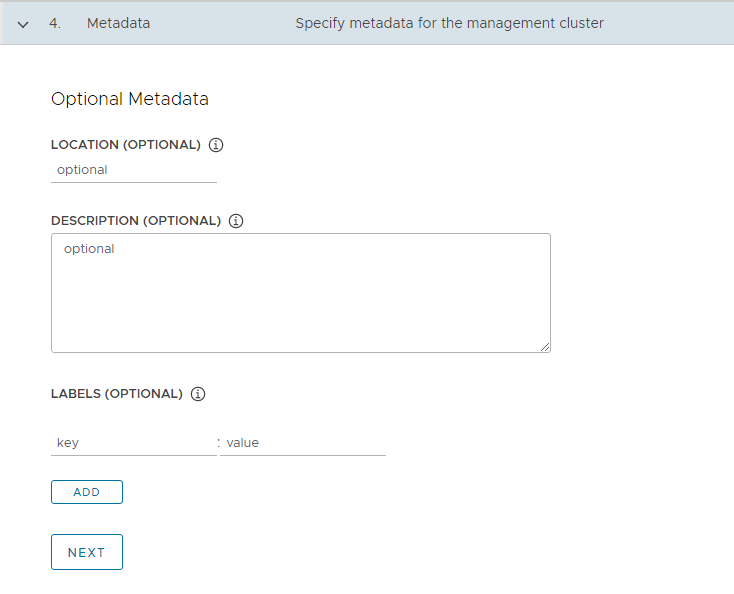 4. Metadata Specify metadata for the management cluster
Optional Metadata
LOCATION (OPTIONAL)
optional
DESCRIPTION (OPTIONAL)
optional
LABELS (OPTIONAL)
key : value
ADD
NEXT